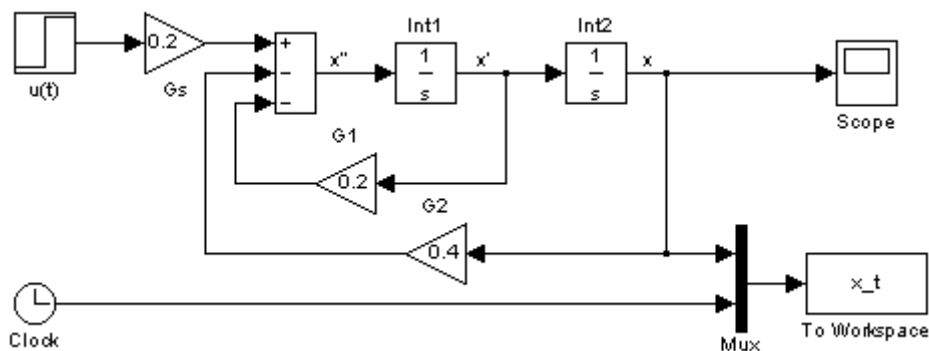 Int1
Int2
0.2
+
−
−
x''
1
s
x'
1
s
x
u(t)
Gs
Scope
G1
0.2
G2
0.4
x_t
Clock
Mux
To Workspace